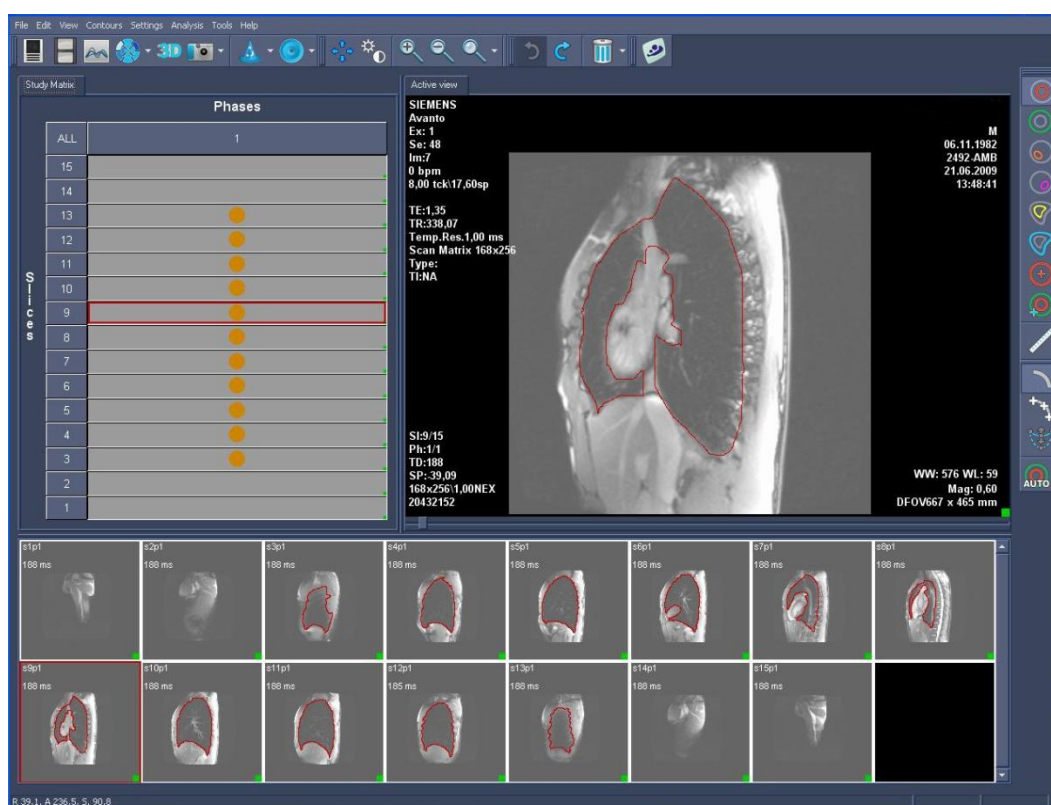 File Edit View Contours Settings Analysis Tools Help
3D
Study Matrix
Phases
ALL 1
15
14
13
12
11
10
9
8
7
6
5
4
3
2
1
Slices
Active view
SIEMENS
Avanto
Ex: 1
Se: 48
Im:7
0 bpm
8,00 tck\17,60sp
TE:1,35
TR:338,07
Temp.Res.1,00 ms
Scan Matrix 168x256
Type:
TI:NA
M
06.11.1982
2492-AMB
21.06.2009
13:48:41
Sl:9/15
Ph:1/1
TD:188
SP:-39,09
168x256\1,00NEX
20432152
WW: 576 WL: 59
Mag: 0,60
DFOV667 x 465 mm
AUTO
s1p1 s2p1 s3p1 s4p1 s5p1 s6p1 s7p1 s8p1
188 ms 188 ms 188 ms 188 ms 188 ms 188 ms 188 ms 188 ms
s9p1 s10p1 s11p1 s12p1 s13p1 s14p1 s15p1
188 ms 188 ms 188 ms 185 ms 188 ms 188 ms 188 ms
R 39.1, A 236.5, S, 90.8